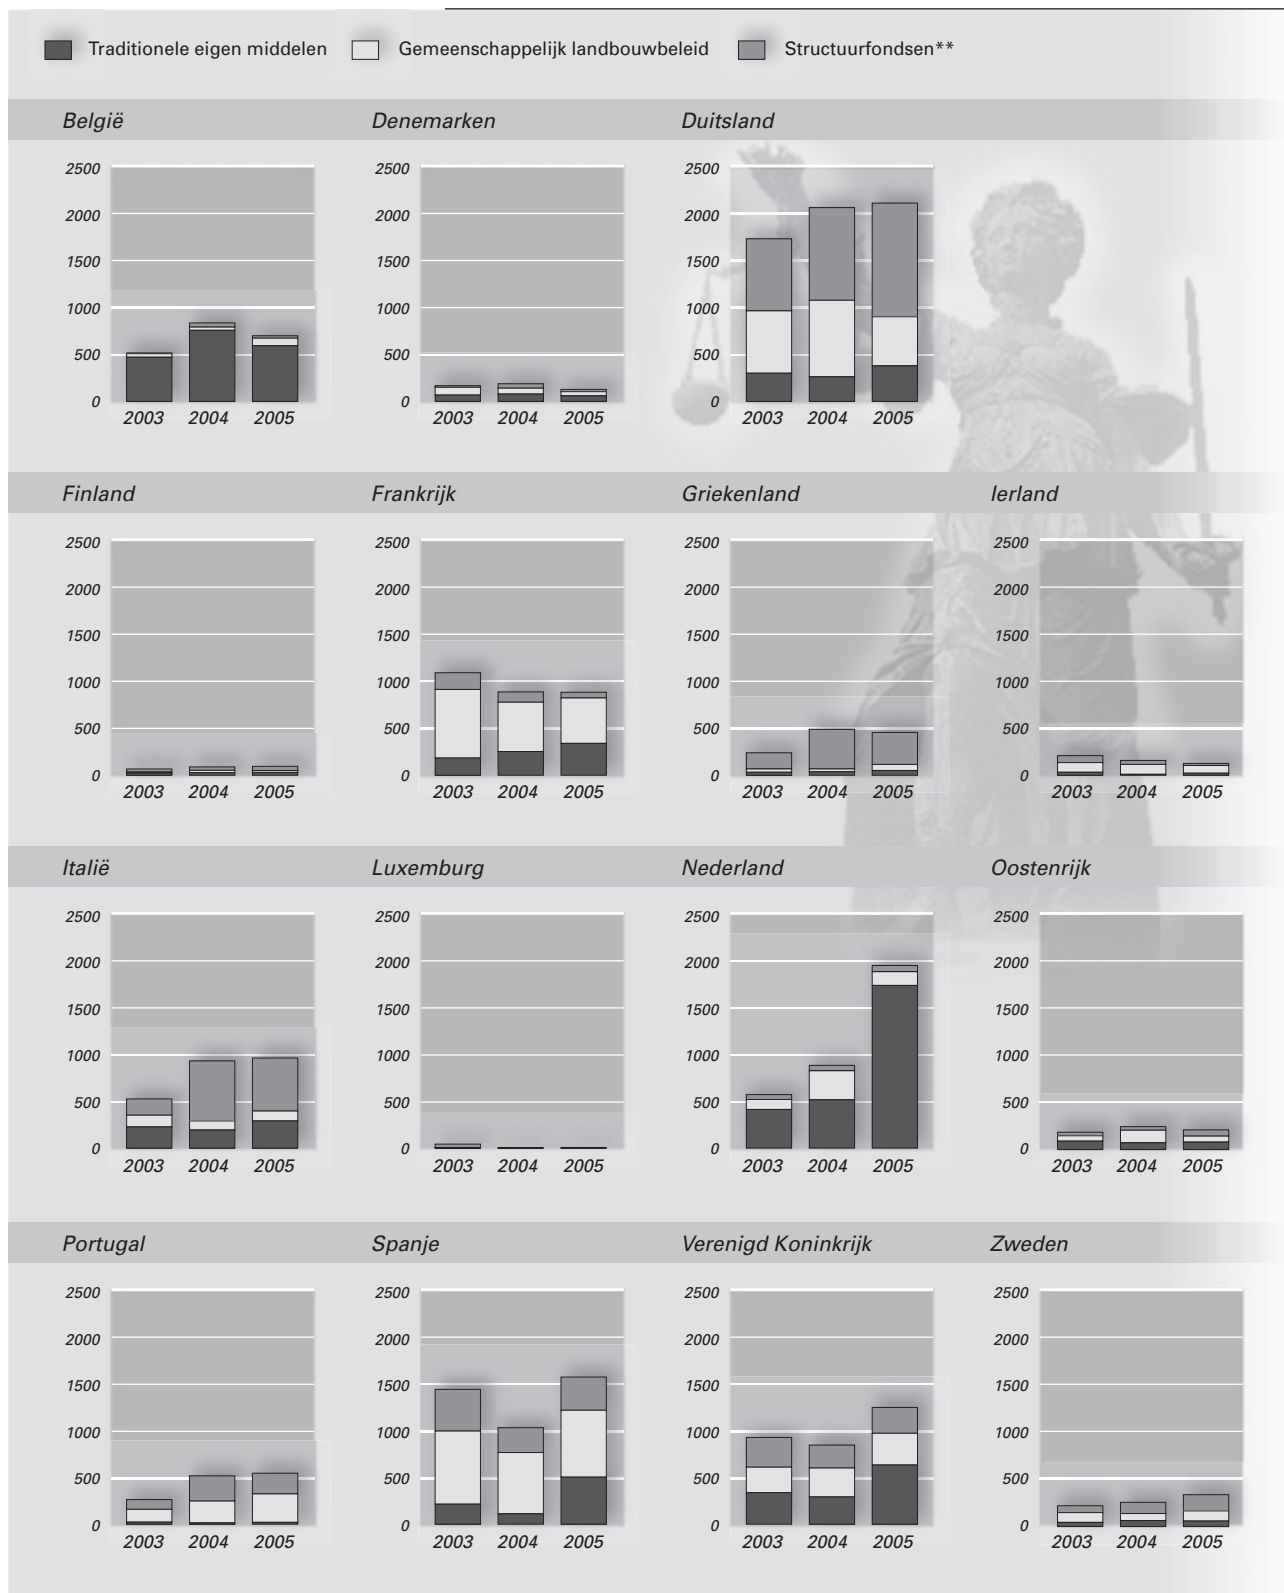 Traditionele eigen middelen Gemeenschappelijk landbouwbeleid Structuurfondsen**
België Denemarken Duitsland
2500 2500 2500
2000 2000 2000
1500 1500 1500
1000 1000 1000
500 500 500
0 0 0
2003 2004 2005 2003 2004 2005 2003 2004 2005
Finland Frankrijk Griekenland Ierland
2500 2500 2500 2500
2000 2000 2000 2000
1500 1500 1500 1500
1000 1000 1000 1000
500 500 500 500
0 0 0 0
2003 2004 2005 2003 2004 2005 2003 2004 2005 2003 2004 2005
Italië Luxemburg Nederland Oostenrijk
2500 2500 2500 2500
2000 2000 2000 2000
1500 1500 1500 1500
1000 1000 1000 1000
500 500 500 500
0 0 0 0
2003 2004 2005 2003 2004 2005 2003 2004 2005 2003 2004 2005
Portugal Spanje Verenigd Koninkrijk Zweden
2500 2500 2500 2500
2000 2000 2000 2000
1500 1500 1500 1500
1000 1000 1000 1000
500 500 500 500
0 0 0 0
2003 2004 2005 2003 2004 2005 2003 2004 2005 2003 2004 2005